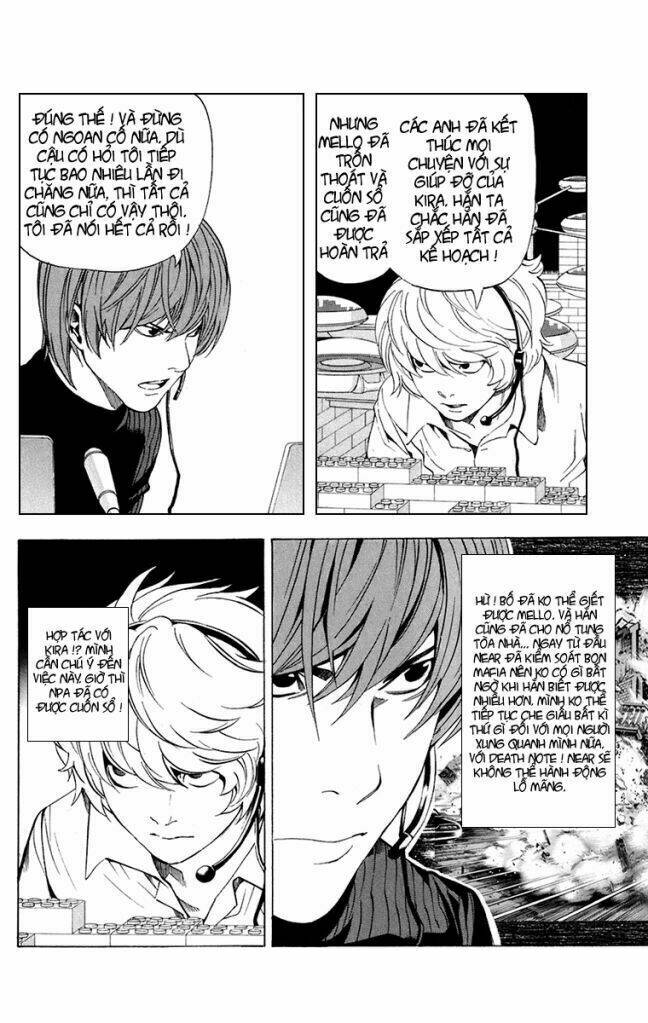 CÁC ANH ĐÃ KẾT
THÚC MỌI
CHUYỆN VỚI SỰ
GIÚP ĐỠ CỦA
KIRA. HẮN TA
CHẮC HẲN ĐÃ
SẮP XẾP TẤT CẢ
KẾ HOẠCH !
NHƯNG
MELLO ĐÃ
TRỐN
THOÁT VÀ
CUỐN SỔ
CŨNG ĐÃ
ĐƯỢC
HOÀN TRẢ
ĐÚNG THẾ ! VÀ ĐỪNG
CÓ NGOAN CỐ NỮA, DÙ
CẬU CÓ HỎI TÔI TIẾP
TỤC BAO NHIÊU LẦN ĐI
CHĂNG NỮA, THÌ TẤT CẢ
CŨNG CHỈ CÓ VẬY THÔI.
TÔI ĐÃ NÓI HẾT CẢ RỒI !
HỪ ! BỐ ĐÃ KO THỂ GIẾT
ĐƯỢC MELLO. VÀ HẮN
CŨNG ĐÃ CHO NỔ TUNG
TÒA NHÀ... NGAY TỪ ĐẦU
NEAR ĐÃ KIỂM SOÁT BỌN
MAFIA NÊN KO CÓ GÌ BẤT
NGỜ KHI HẮN BIẾT ĐƯỢC
NHIỀU HƠN. MÌNH KO THỂ
TIẾP TỤC CHE GIẤU BẤT KÌ
THỨ GÌ ĐỐI VỚI MỌI NGƯỜI
XUNG QUANH MÌNH NỮA.
VỚI DEATH NOTE ! NEAR SẼ
KHÔNG THỂ HÀNH ĐỘNG
LỖ MÃNG.
HỢP TÁC VỚI
KIRA !? MÌNH
CẦN CHÚ Ý ĐẾN
VIỆC NÀY. GIỜ THÌ
NPA ĐÃ CÓ
ĐƯỢC CUỐN SỔ !